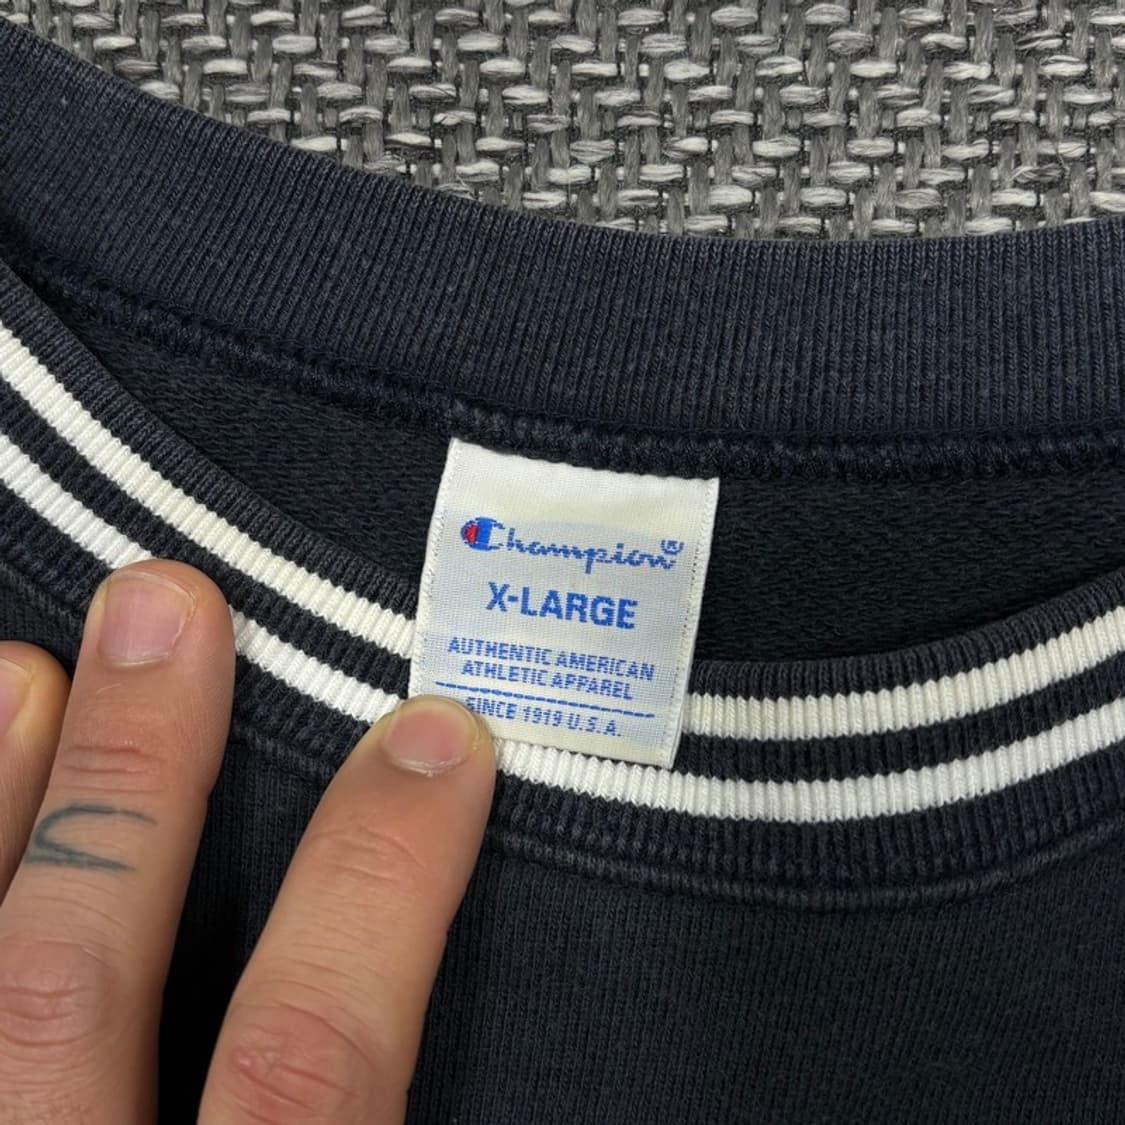 Champion®
X-LARGE
AUTHENTIC AMERICAN
ATHLETIC APPAREL
SINCE 1919 U.S.A.